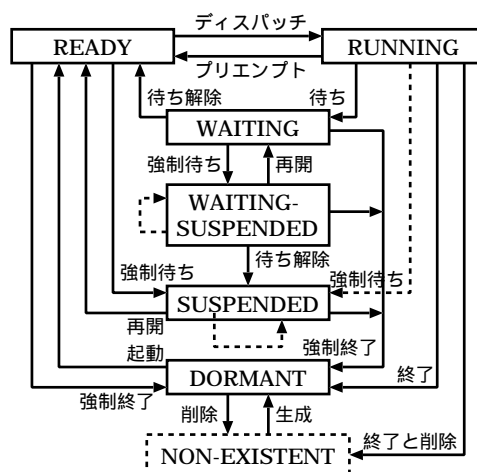 ディスパッチ
READY
RUNNING
プリエンプト
待ち解除
待ち
WAITING
強制待ち
再開
WAITING-
SUSPENDED
待ち解除
強制待ち
強制待ち
SUSPENDED
再開
起動
強制終了
DORMANT
終了
強制終了
削除
生成
NON-EXISTENT
終了と削除